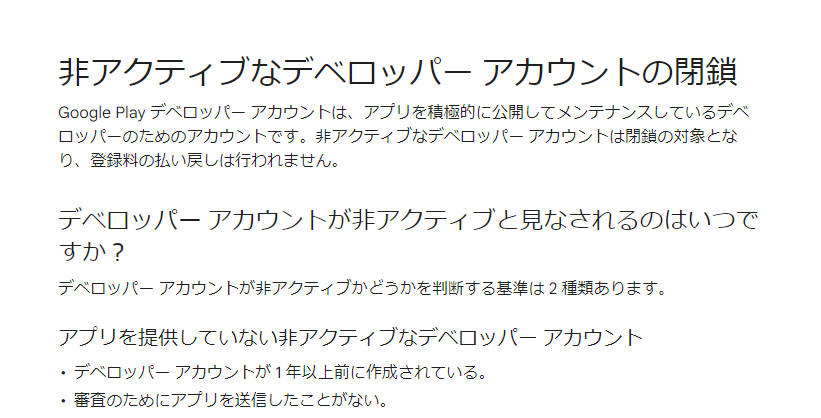 非アクティブなデベロッパー アカウントの閉鎖
Google Play デベロッパー アカウントは、アプリを積極的に公開してメンテナンスしているデベ
ロッパーのためのアカウントです。非アクティブなデベロッパー アカウントは閉鎖の対象とな
り、登録料の払い戻しは行われません。
デベロッパー アカウントが非アクティブと見なされるのはいつで
すか？
デベロッパー アカウントが非アクティブかどうかを判断する基準は 2 種類あります。
アプリを提供していない非アクティブなデベロッパー アカウント
• デベロッパー アカウントが 1 年以上前に作成されている。
• 審査のためにアプリを送信したことがない。